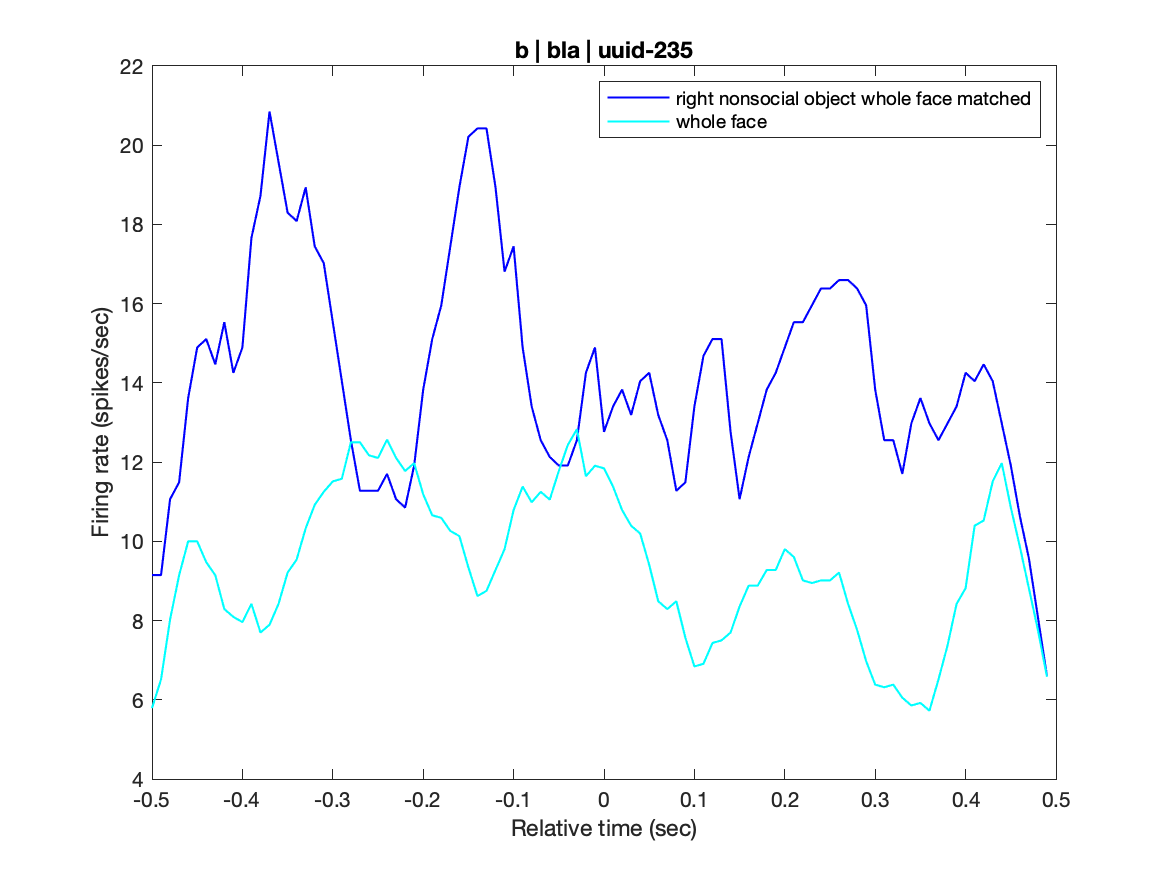 b | bla | uuid-235
right nonsocial object whole face matched
whole face
Firing rate (spikes/sec)
22
20
18
16
14
12
10
8
6
4
-0.5 -0.4 -0.3 -0.2 -0.1 0 0.1 0.2 0.3 0.4 0.5
Relative time (sec)